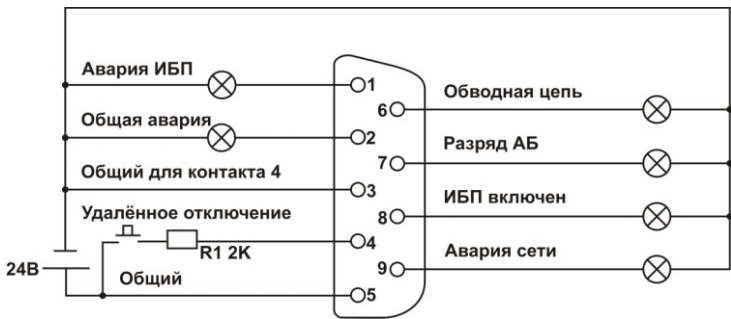 Авария ИБП
1
6
Обводная цепь
Общая авария
2
7
Разряд АБ
Общий для контакта 4
3
8
ИБП включен
Удалённое отключение
R1 2K
4
9
Авария сети
24В
Общий
5